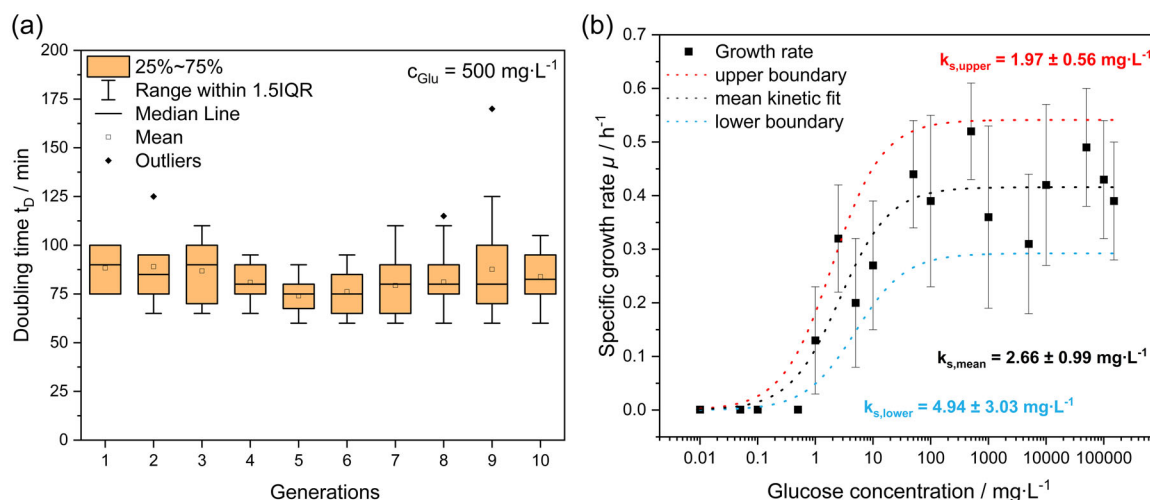 (a)
200
175
150
125
100
75
50
25
0
Doubling time t_D / min
25%~75%
Range within 1.5IQR
Median Line
Mean
Outliers
c_Glu = 500 mg·L⁻¹
1 2 3 4 5 6 7 8 9 10
Generations
(b)
0.7
0.6
0.5
0.4
0.3
0.2
0.1
0.0
Specific growth rate µ / h⁻¹
Growth rate
upper boundary
mean kinetic fit
lower boundary
k_s,upper = 1.97 ± 0.56 mg·L⁻¹
k_s,mean = 2.66 ± 0.99 mg·L⁻¹
k_s,lower = 4.94 ± 3.03 mg·L⁻¹
0.01 0.1 1 10 100 1000 10000 100000
Glucose concentration / mg·L⁻¹